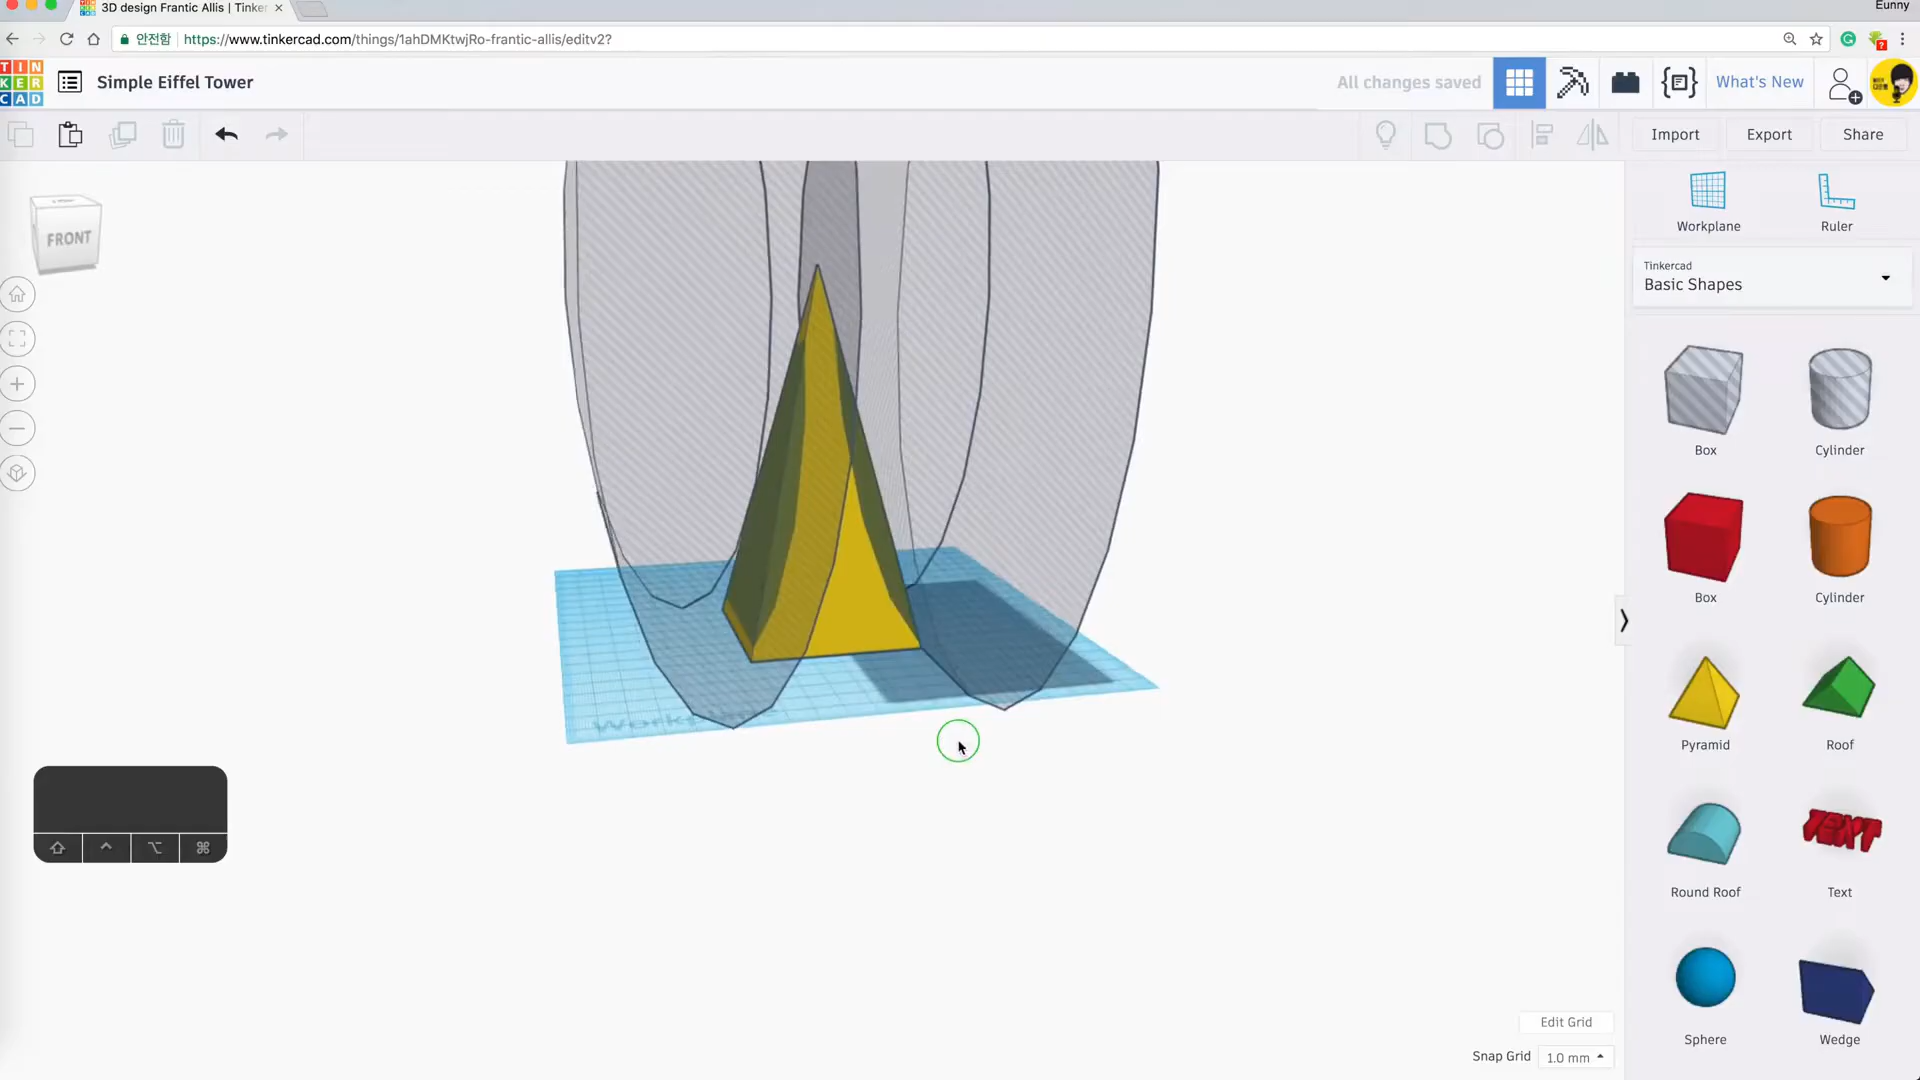 3D design Frantic Allis | Tinker
Eunny
안전함
https://www.tinkercad.com/things/1ahDMKtwjRo-frantic-allis/editv2?
TIN
KER
CAD
Simple Eiffel Tower
All changes saved
What's New
Import
Export
Share
FRONT
Workplane
Ruler
Tinkercad
Basic Shapes
Box
Cylinder
Box
Cylinder
Pyramid
Roof
TEXT
Round Roof
Text
Sphere
Wedge
Edit Grid
Snap Grid
1.0 mm